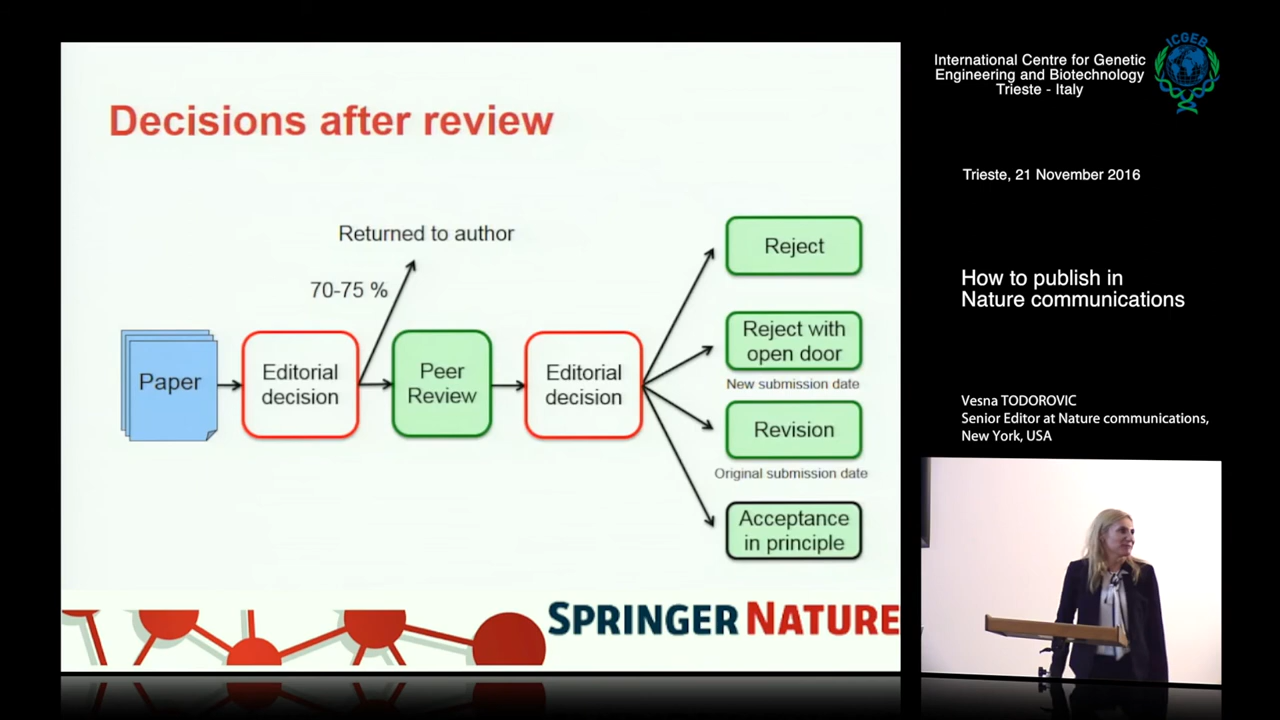 Decisions after review
Returned to author
70-75 %
Paper
Editorial
decision
Peer
Review
Editorial
decision
Reject
Reject with
open door
New submission date
Revision
Original submission date
Acceptance
in principle
SPRINGER NATURE
International Centre for Genetic
Engineering and Biotechnology
Trieste - Italy
ICGEB
Trieste, 21 November 2016
How to publish in
Nature communications
Vesna TODOROVIC
Senior Editor at Nature communications,
New York, USA